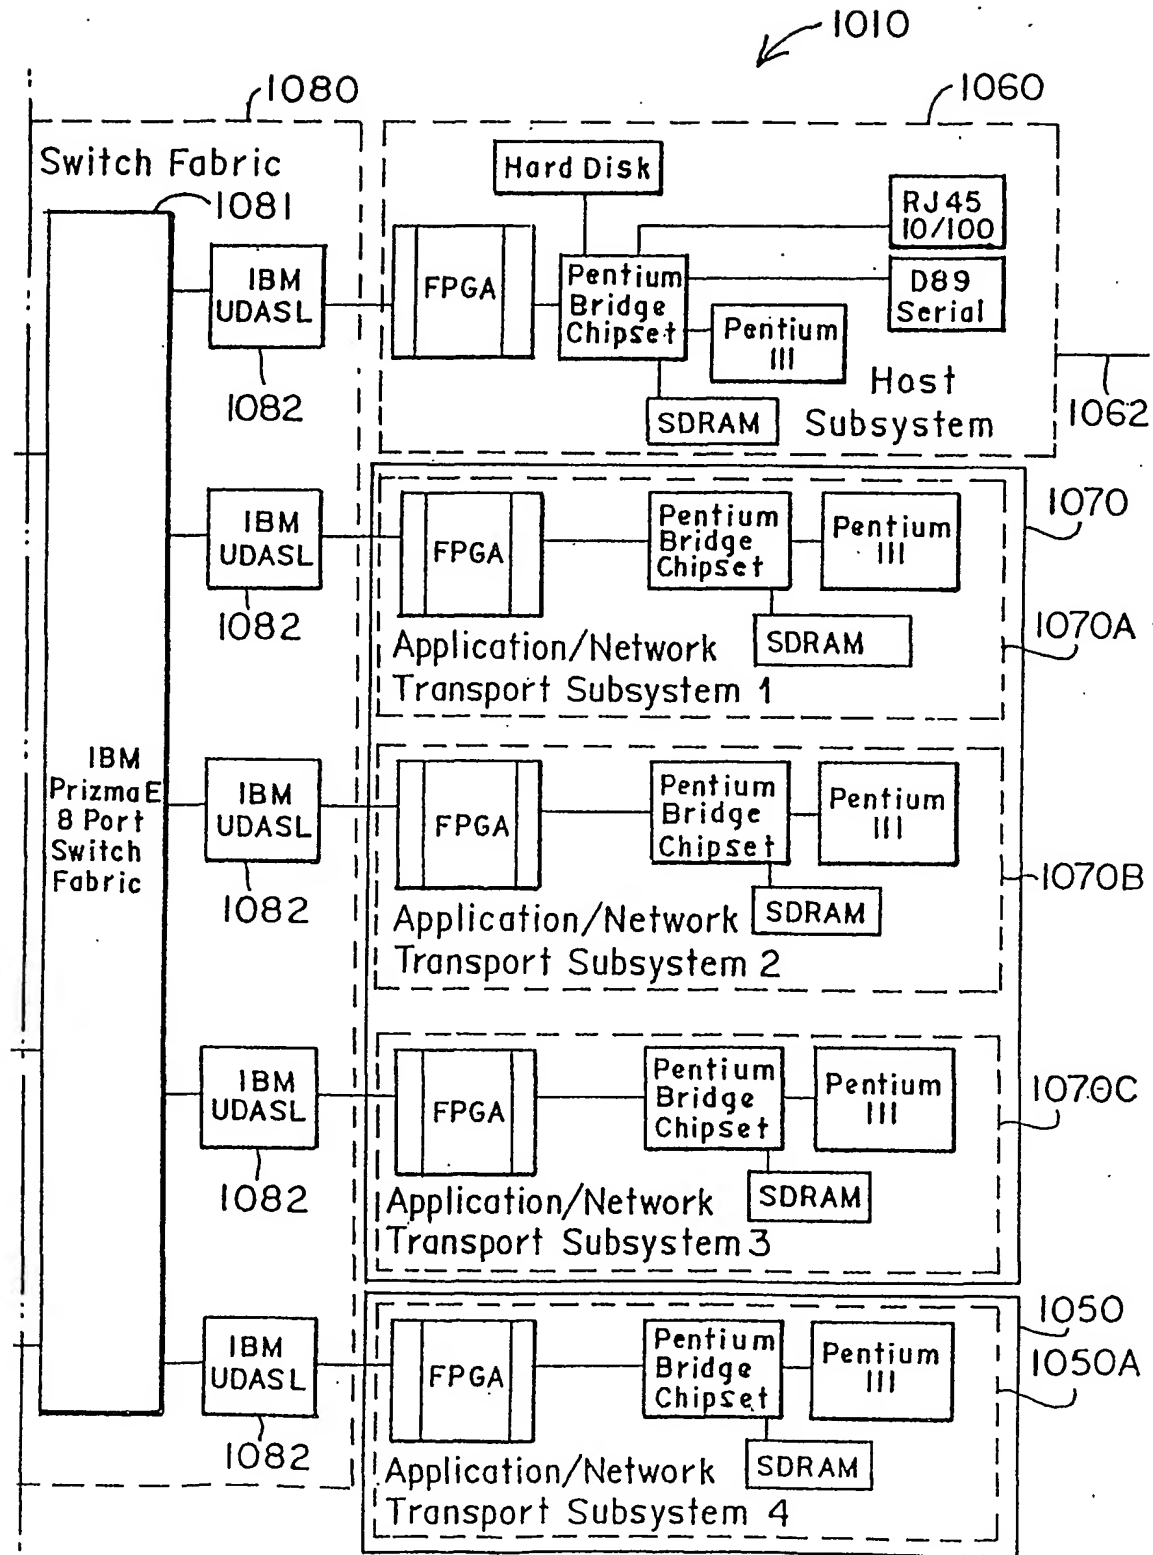 1010
1080
1060
Switch Fabric
1081
Hard Disk
RJ45
10/100
IBM
UDASL
FPGA
Pentium
Bridge
Chipset
D89
Serial
Pentium
III
1082
SDRAM
Host
Subsystem
1062
IBM
UDASL
FPGA
Pentium
Bridge
Chipset
Pentium
III
1070
1082
SDRAM
1070A
Application/Network
Transport Subsystem 1
IBM
PrizmaE
8 Port
Switch
Fabric
IBM
UDASL
FPGA
Pentium
Bridge
Chipset
Pentium
III
1082
SDRAM
1070B
Application/Network
Transport Subsystem 2
IBM
UDASL
FPGA
Pentium
Bridge
Chipset
Pentium
III
1070C
1082
SDRAM
Application/Network
Transport Subsystem 3
IBM
UDASL
FPGA
Pentium
Bridge
Chipset
Pentium
III
1050
1050A
1082
SDRAM
Application/Network
Transport Subsystem 4